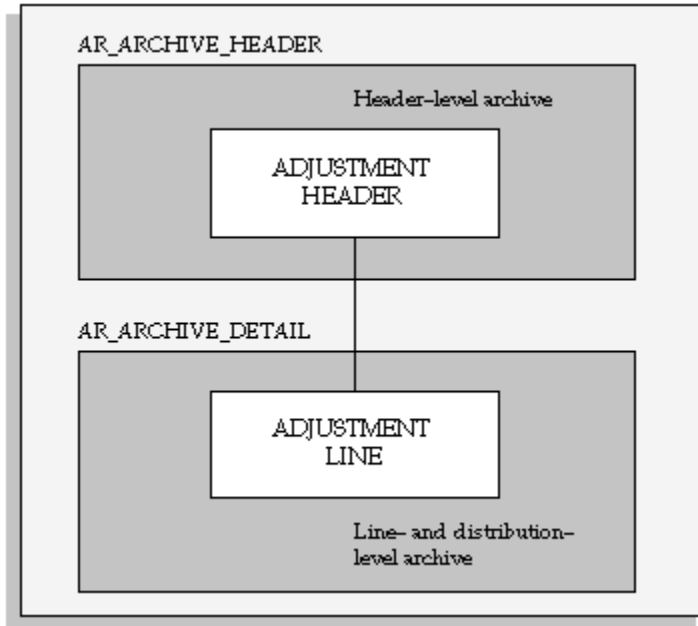 AR_ARCHIVE_HEADER
Header-level archive
ADJUSTMENT
HEADER
AR_ARCHIVE_DETAIL
ADJUSTMENT
LINE
Line- and distribution-
level archive